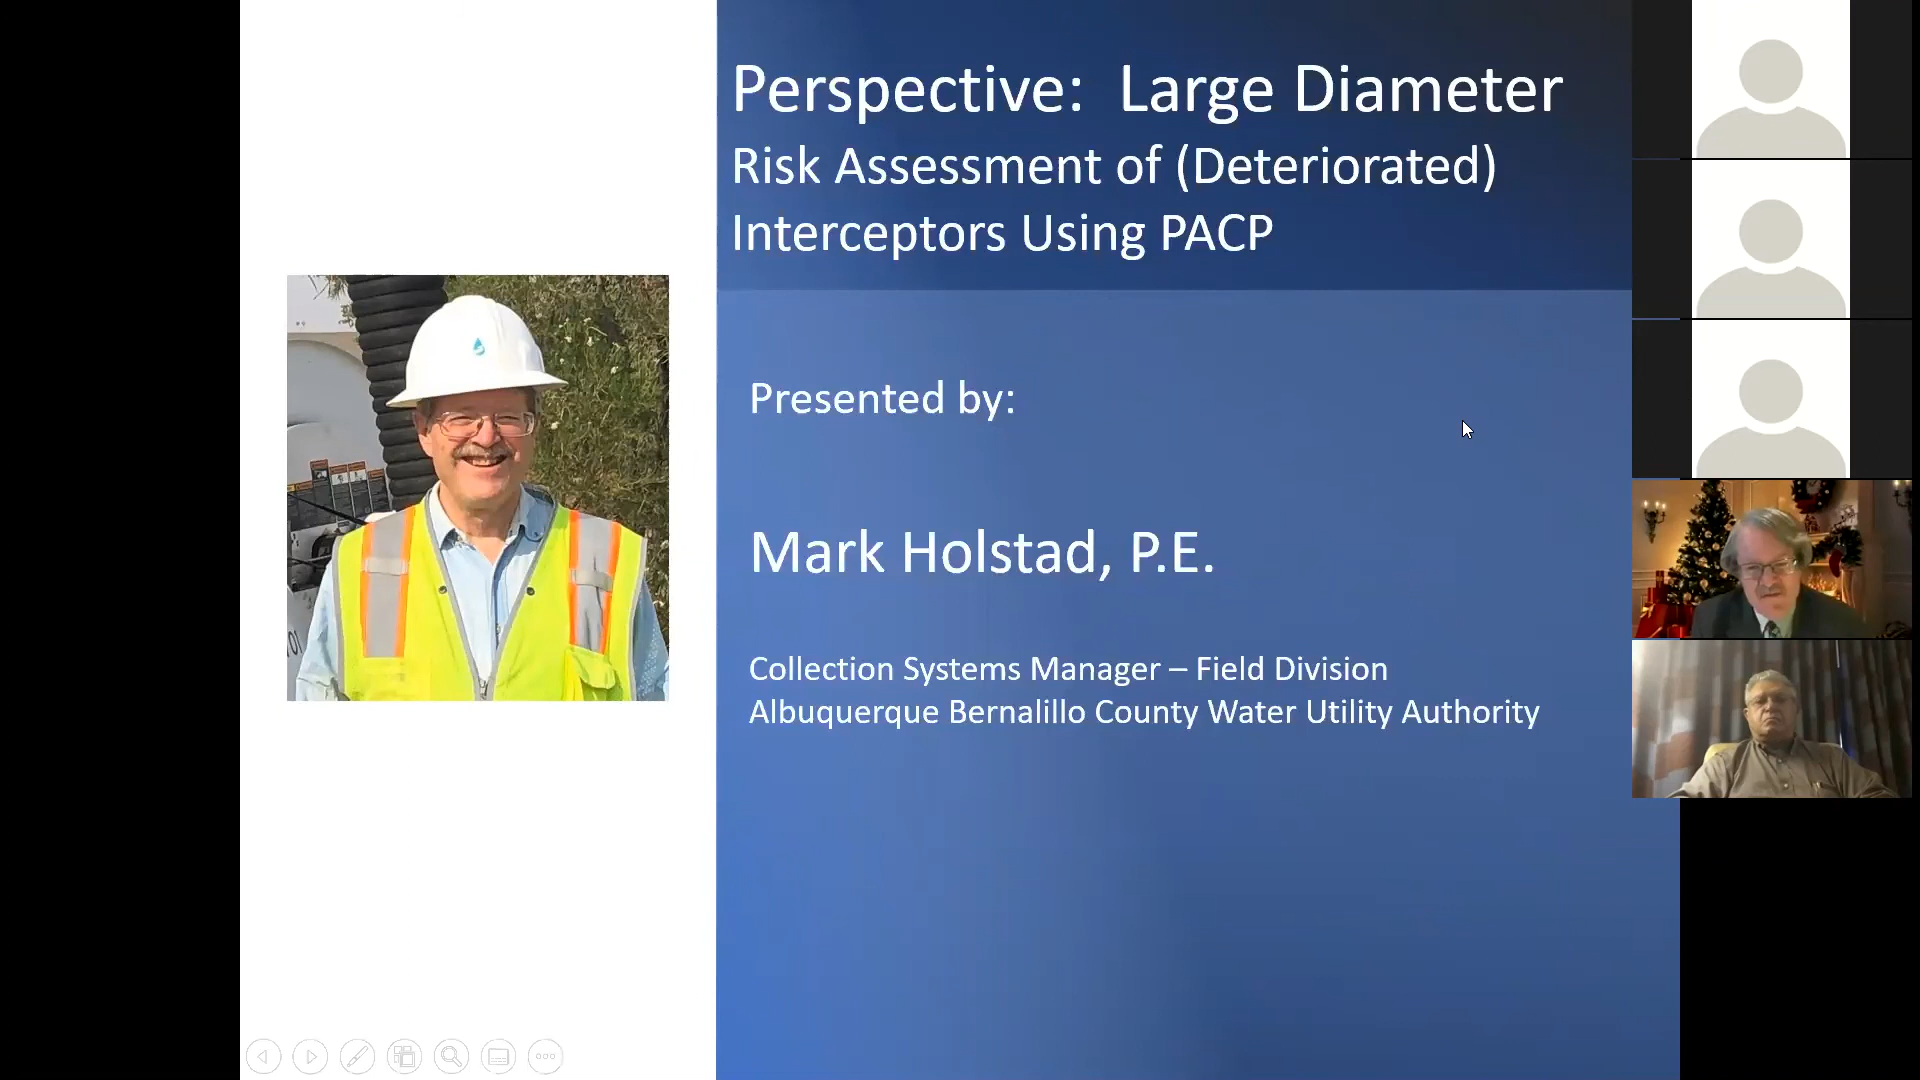 Perspective:  Large Diameter
Risk Assessment of (Deteriorated)
Interceptors Using PACP
Presented by:
Mark Holstad, P.E.
Collection Systems Manager – Field Division
Albuquerque Bernalillo County Water Utility Authority